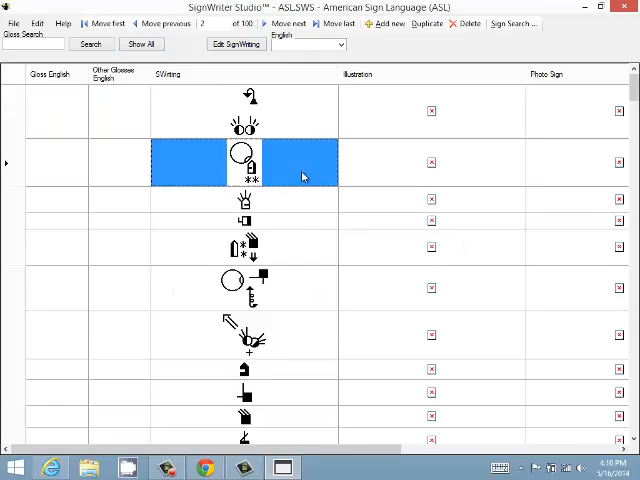 SignWriter Studio™ - ASL.SWS - American Sign Language (ASL)
File Edit Help Move first Move previous 2 of 100 Move next Move last Add new Duplicate Delete Sign Search ...
Gloss Search
English
Search Show All Edit SignWriting
Gloss English Other Glosses English SWriting Illustration Photo Sign
4:10 PM
5/16/2014